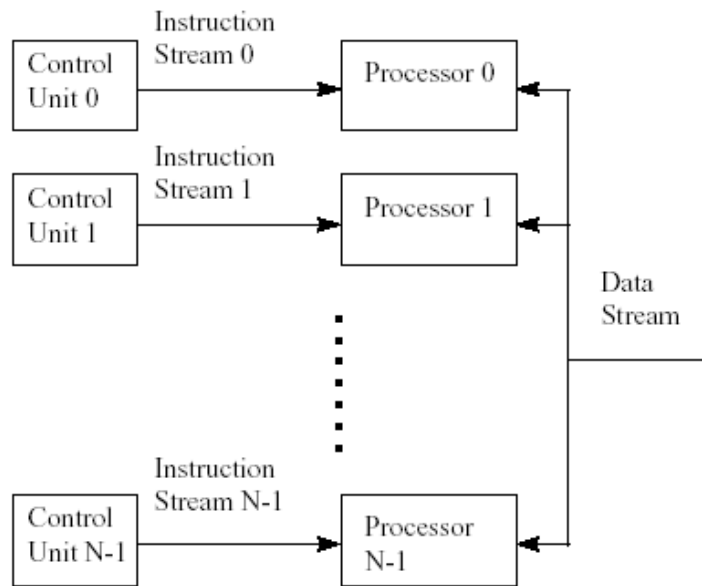 Instruction
Stream 0
Control
Unit 0
Processor 0
Instruction
Stream 1
Control
Unit 1
Processor 1
Data
Stream
Instruction
Stream N-1
Control
Unit N-1
Processor
N-1